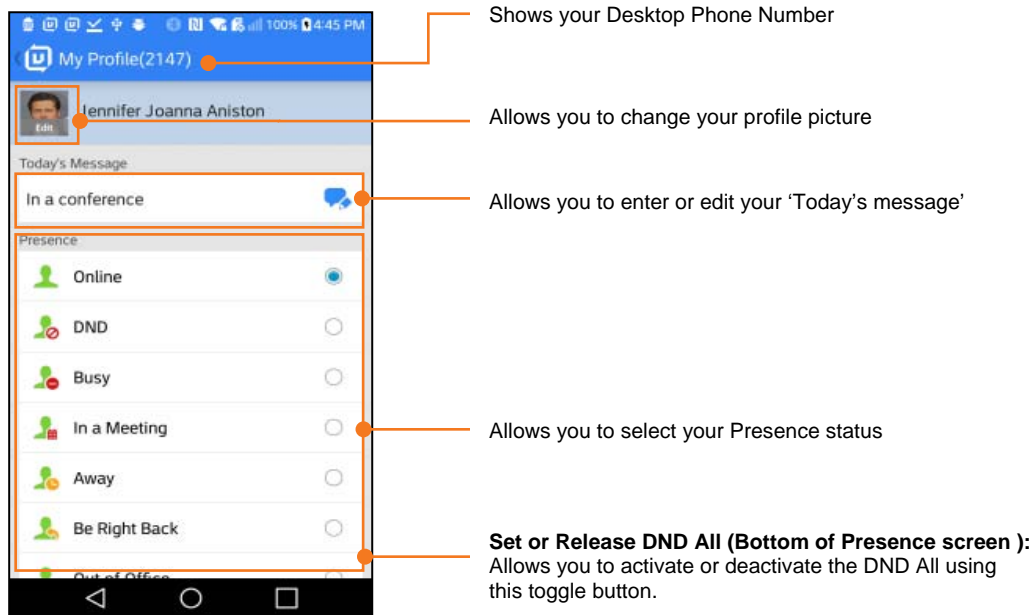 100% 4:45 PM
My Profile(2147)
Edit
Jennifer Joanna Aniston
Today's Message
In a conference
Presence
Online
DND
Busy
In a Meeting
Away
Be Right Back
Out of Office
Shows your Desktop Phone Number
Allows you to change your profile picture
Allows you to enter or edit your ‘Today’s message’
Allows you to select your Presence status
Set or Release DND All (Bottom of Presence screen ):
Allows you to activate or deactivate the DND All using
this toggle button.